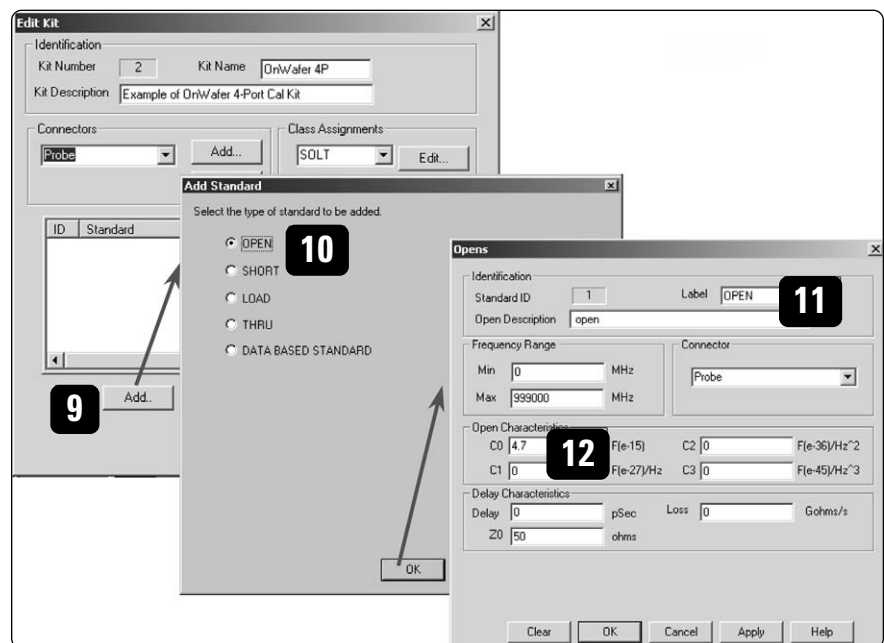 Edit Kit
Identification
Kit Number 2 Kit Name OnWafer 4P
Kit Description Example of OnWafer 4-Port Cal Kit
Connectors
Probe Add...
Class Assignments
SOLT Edit...
ID Standard
9 Add..
Add Standard
Select the type of standard to be added.
OPEN 10
SHORT
LOAD
THRU
DATA BASED STANDARD
OK
Opens
Identification
Standard ID 1 Label OPEN 11
Open Description open
Frequency Range
Min 0 MHz
Max 999000 MHz
Connector
Probe
Open Characteristics
C0 4.7 12 F(e-15) C2 0 F(e-36)/Hz^2
C1 0 F(e-27)/Hz C3 0 F(e-45)/Hz^3
Delay Characteristics
Delay 0 pSec Loss 0 Gohms/s
Z0 50 ohms
Clear OK Cancel Apply Help